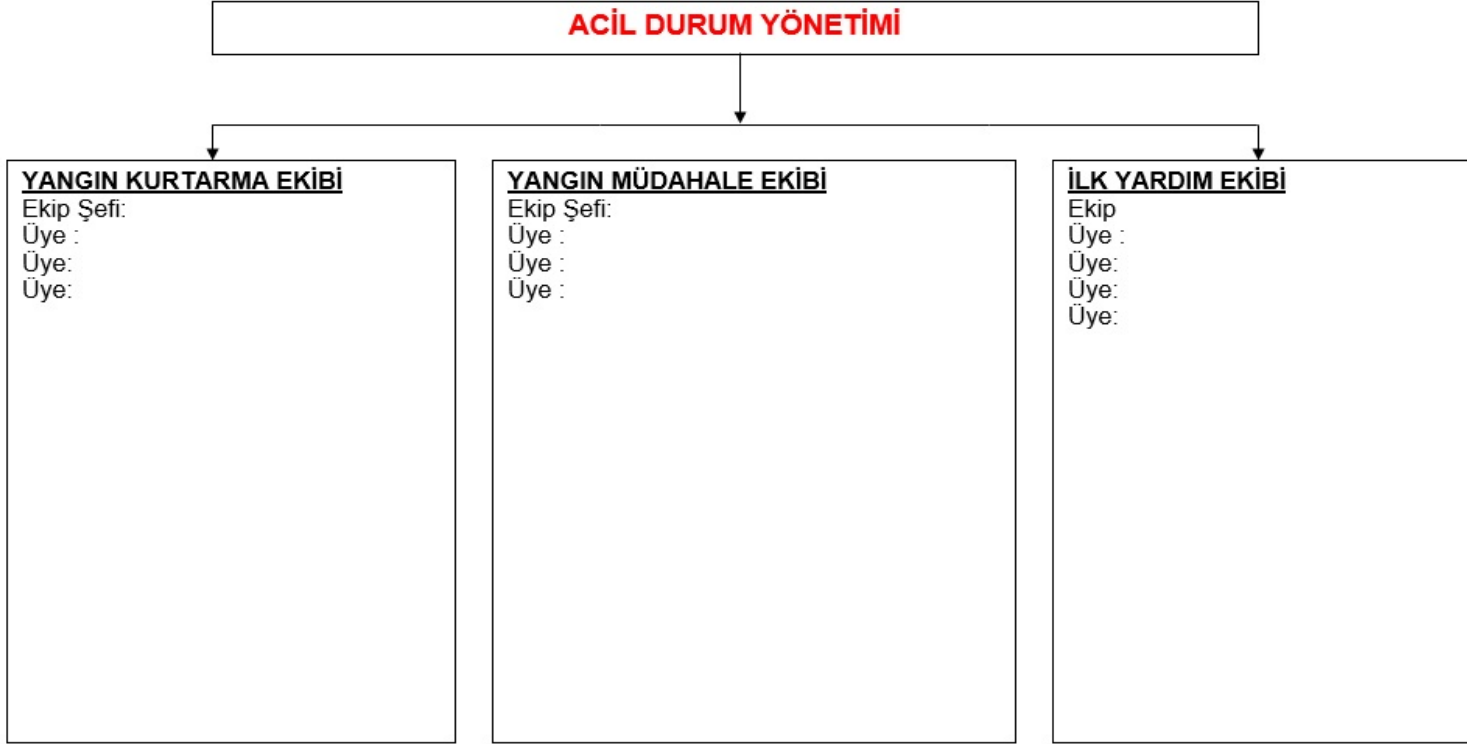 ACİL DURUM YÖNETİMİ
YANGIN KURTARMA EKİBİ
Ekip Şefi:
Üye :
Üye:
Üye:
YANGIN MÜDAHALE EKİBİ
Ekip Şefi:
Üye :
Üye :
Üye :
İLK YARDIM EKİBİ
Ekip
Üye :
Üye:
Üye:
Üye: